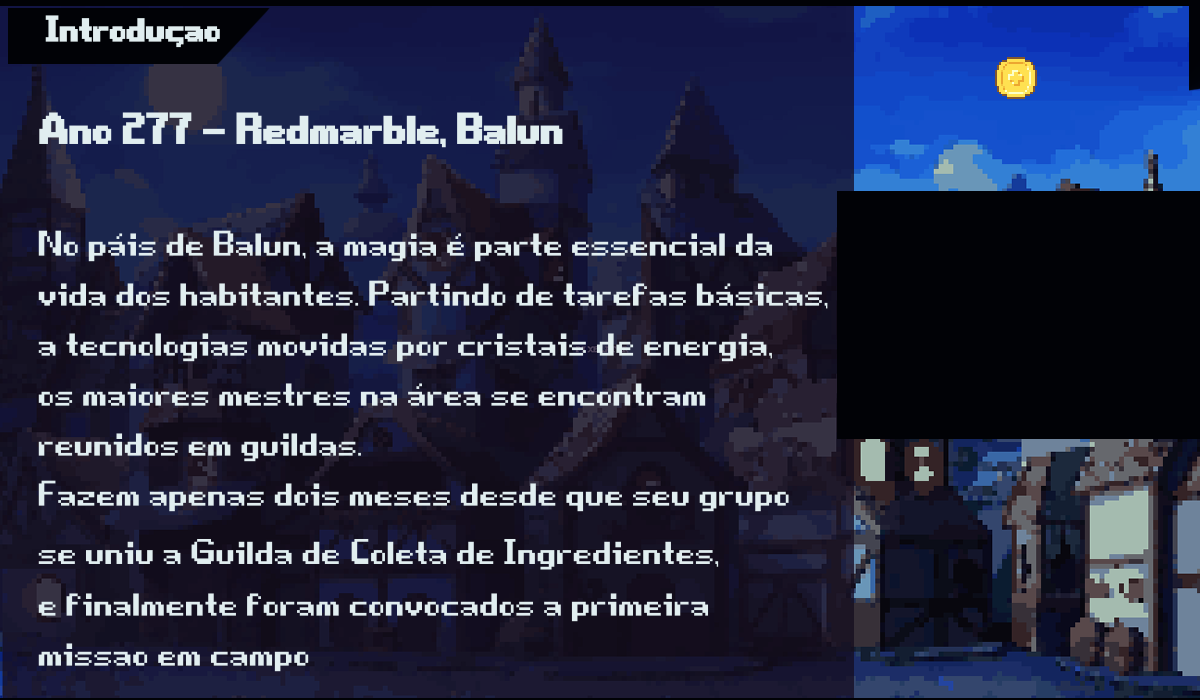 Introduçao
Ano 277 – Redmarble, Balun
No páis de Balun, a magia é parte essencial da
vida dos habitantes. Partindo de tarefas básicas,
a tecnologias movidas por cristais de energia,
os maiores mestres na área se encontram
reunidos em guildas.
Fazem apenas dois meses desde que seu grupo
se uniu a Guilda de Coleta de Ingredientes,
e finalmente foram convocados a primeira
missao em campo